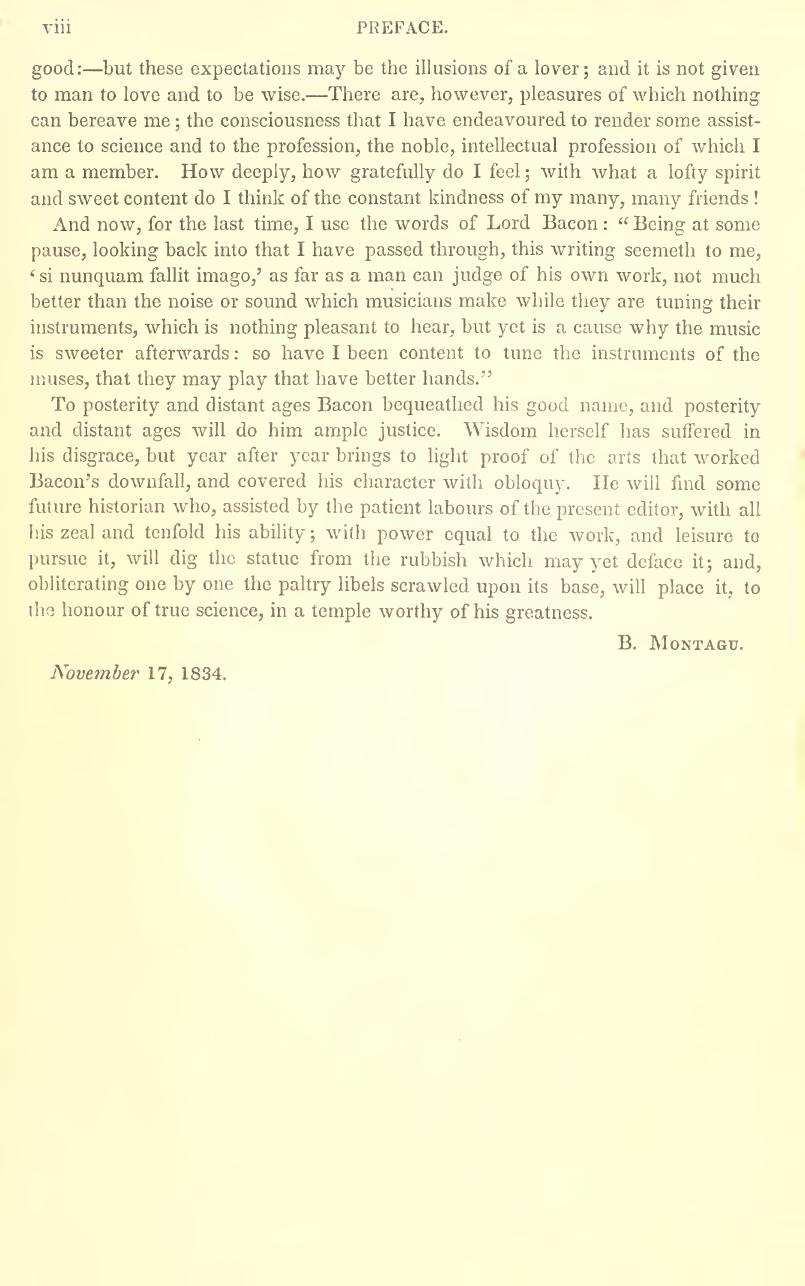 viii PREFACE.
good:—but these expectations may be the illusions of a lover; and it is not given
to man to love and to be wise.—There are, however, pleasures of which nothing
can bereave me; the consciousness that I have endeavoured to render some assist-
ance to science and to the profession, the noble, intellectual profession of which I
am a member. How deeply, how gratefully do I feel; with what a lofty spirit
and sweet content do I think of the constant kindness of my many, many friends!
And now, for the last time, I use the words of Lord Bacon: "Being at some
pause, looking back into that I have passed through, this writing seemeth to me,
'si nunquam fallit imago,' as far as a man can judge of his own work, not much
better than the noise or sound which musicians make while they are tuning their
instruments, which is nothing pleasant to hear, but yet is a cause why the music
is sweeter afterwards: so have I been content to tune the instruments of the
muses, that they may play that have better hands."
To posterity and distant ages Bacon bequeathed his good name, and posterity
and distant ages will do him ample justice. Wisdom herself has suffered in
his disgrace, but year after year brings to light proof of the arts that worked
Bacon's downfall, and covered his character with obloquy. He will find some
future historian who, assisted by the patient labours of the present editor, with all
his zeal and tenfold his ability; with power equal to the work, and leisure to
pursue it, will dig the statue from the rubbish which may yet deface it; and,
obliterating one by one the paltry libels scrawled upon its base, will place it, to
the honour of true science, in a temple worthy of his greatness.
B. MONTAGU.
November 17, 1834.